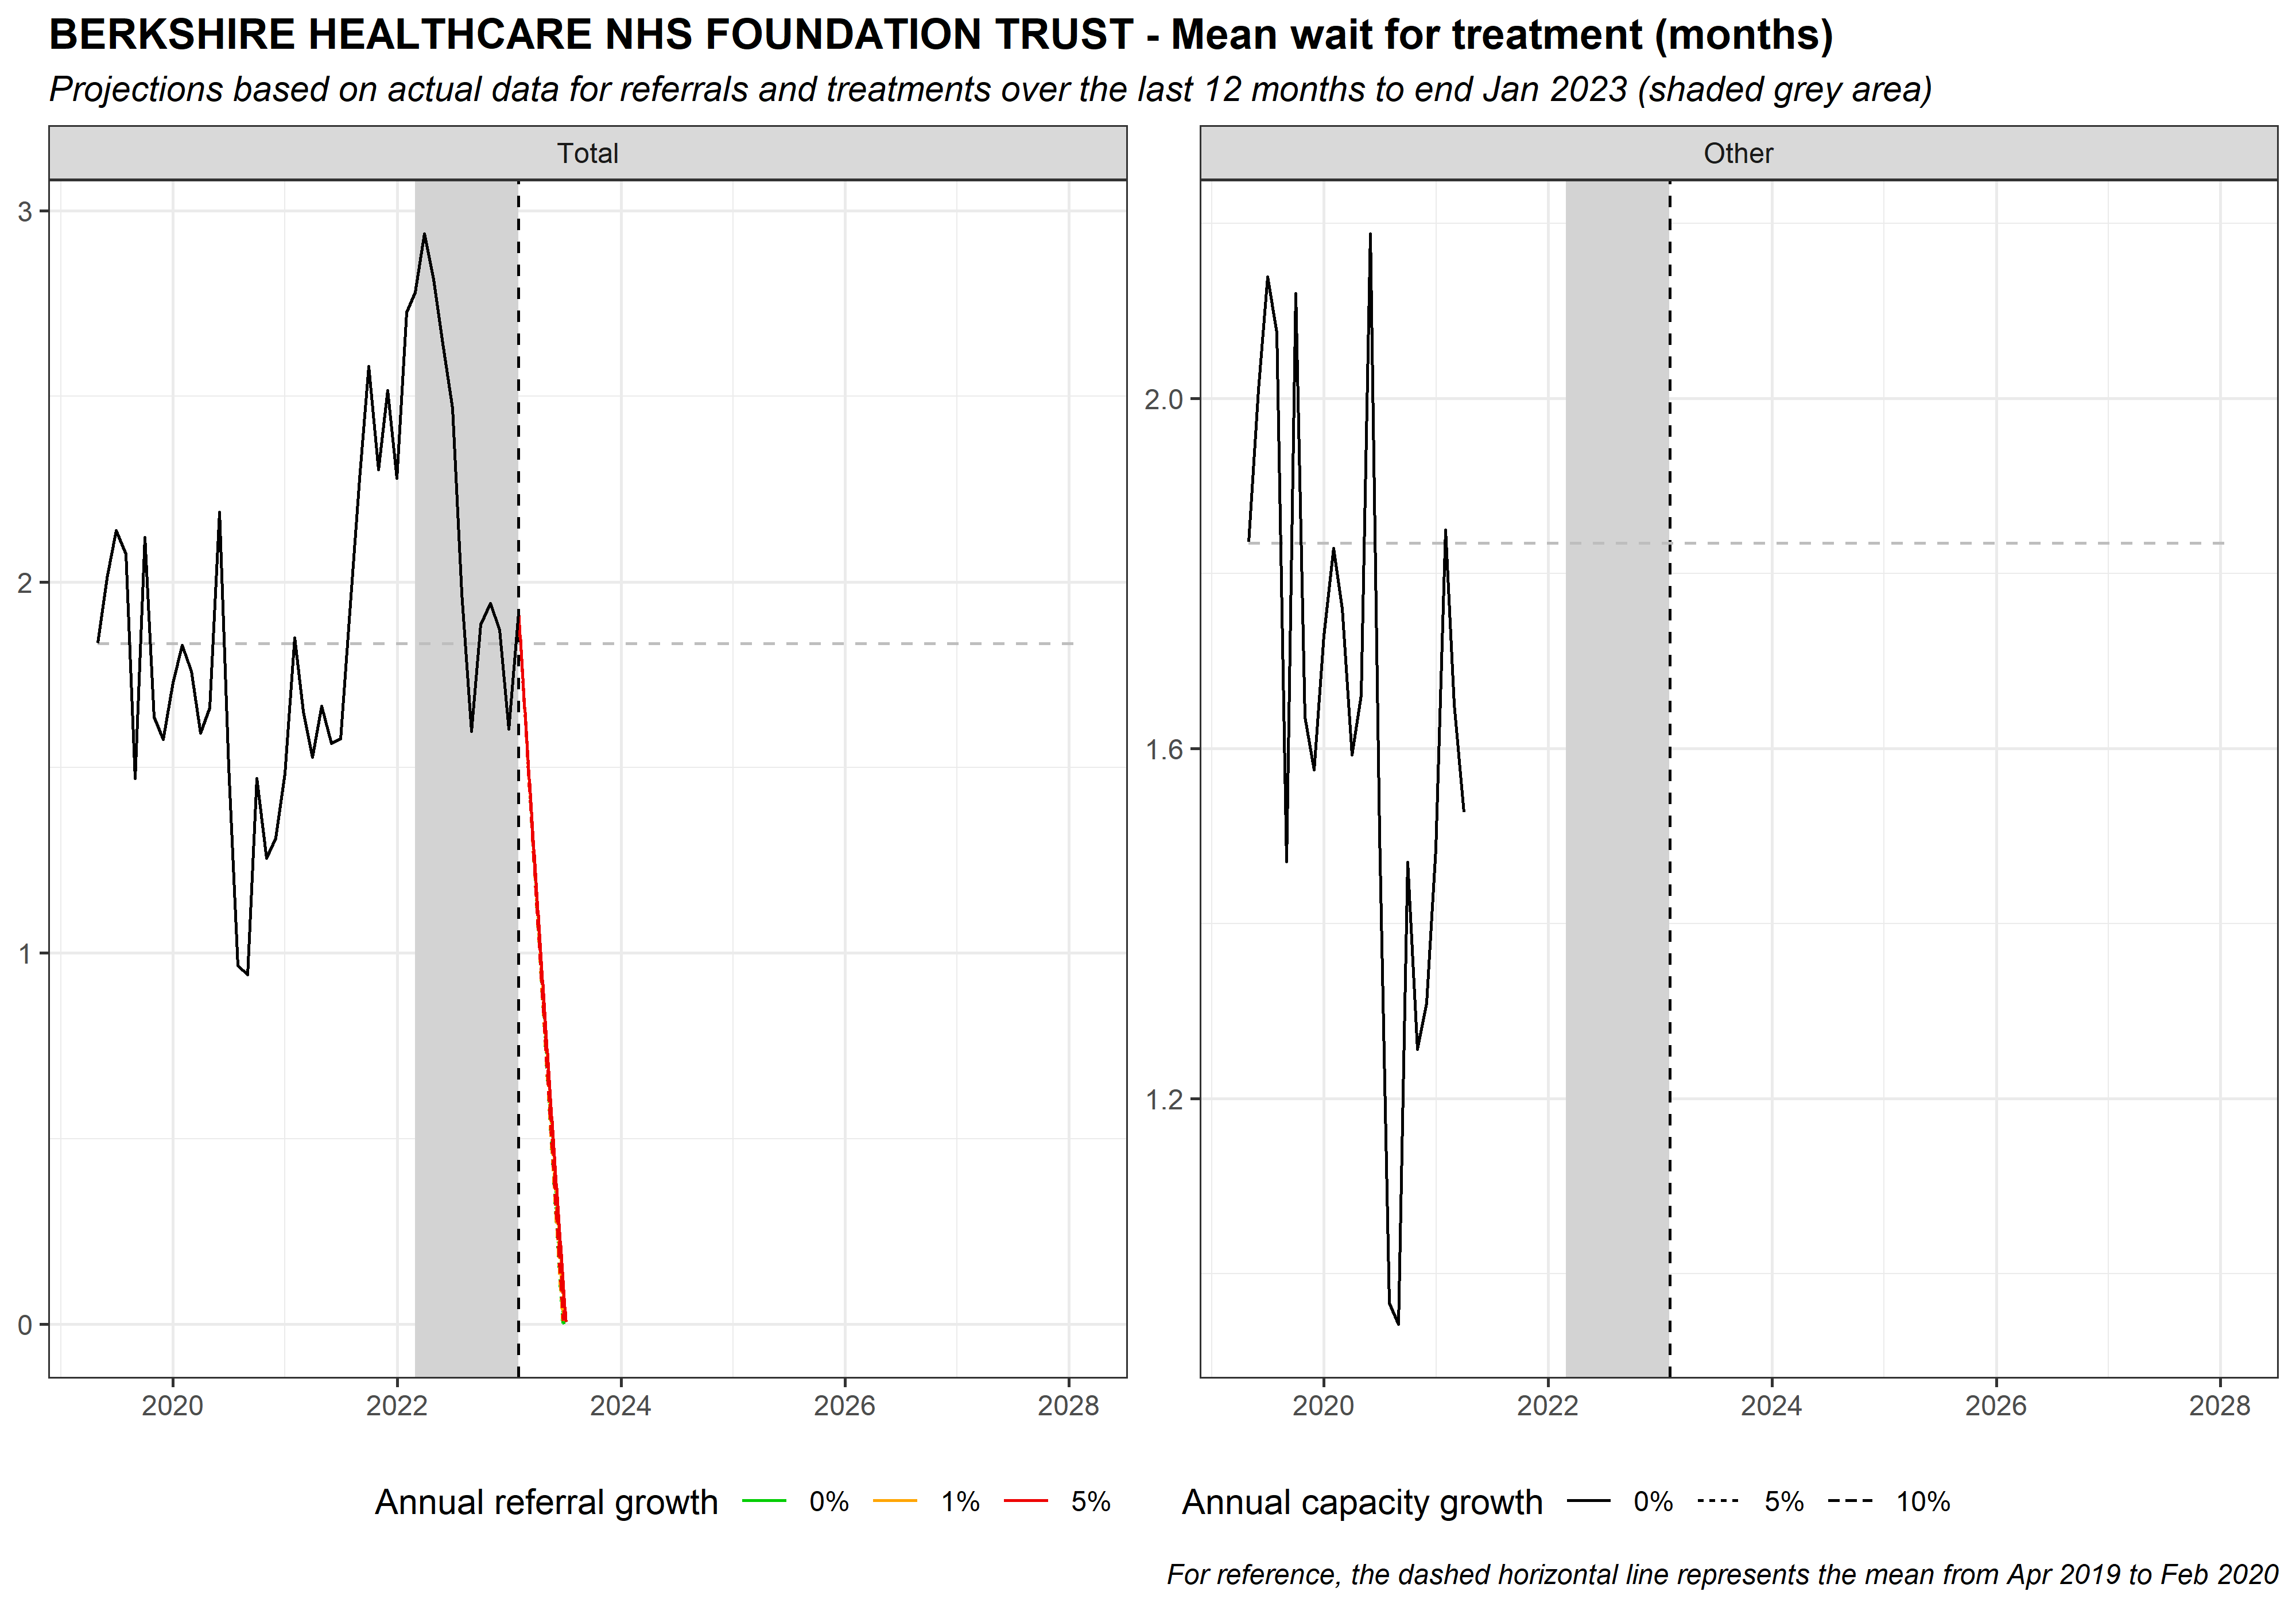 BERKSHIRE HEALTHCARE NHS FOUNDATION TRUST - Mean wait for treatment (months)
Projections based on actual data for referrals and treatments over the last 12 months to end Jan 2023 (shaded grey area)
Total
3
2
1
0
2020 2022 2024 2026 2028
Other
2.0
1.6
1.2
2020 2022 2024 2026 2028
Annual referral growth 0% 1% 5%
Annual capacity growth 0% 5% 10%
For reference, the dashed horizontal line represents the mean from Apr 2019 to Feb 2020